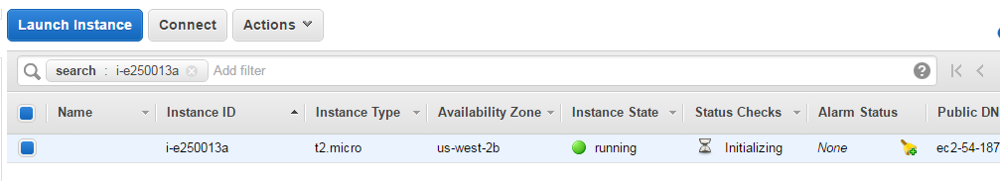 Launch Instance Connect Actions
search : i-e250013a Add filter ?
Name Instance ID Instance Type Availability Zone Instance State Status Checks Alarm Status Public DN
i-e250013a t2.micro us-west-2b running Initializing None ec2-54-187